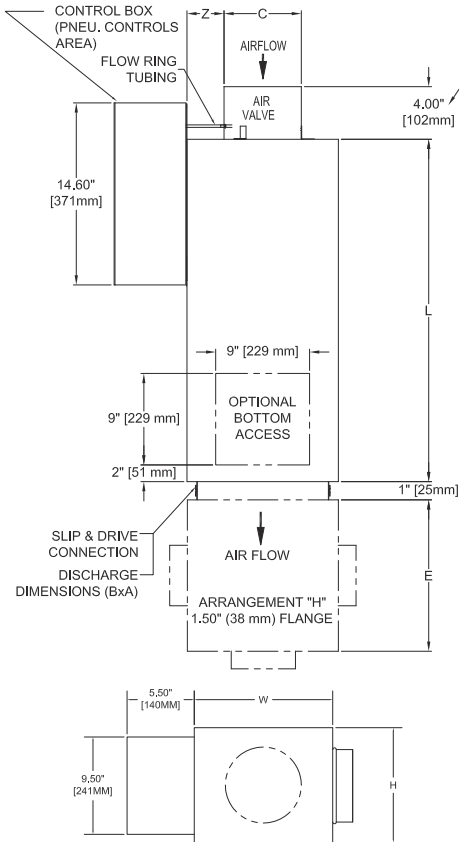 CONTROL BOX
(PNEU. CONTROLS
AREA)
Z
C
AIRFLOW
FLOW RING
TUBING
AIR
VALVE
4.00"
[102mm]
14.60"
[371mm]
L
9" [229 mm]
9" [229 mm]
OPTIONAL
BOTTOM
ACCESS
2" [51 mm]
1" [25mm]
SLIP & DRIVE
CONNECTION
AIR FLOW
E
DISCHARGE
DIMENSIONS (BxA)
ARRANGEMENT "H"
1.50" (38 mm) FLANGE
5.50"
[140MM]
W
9.50"
[241MM]
H